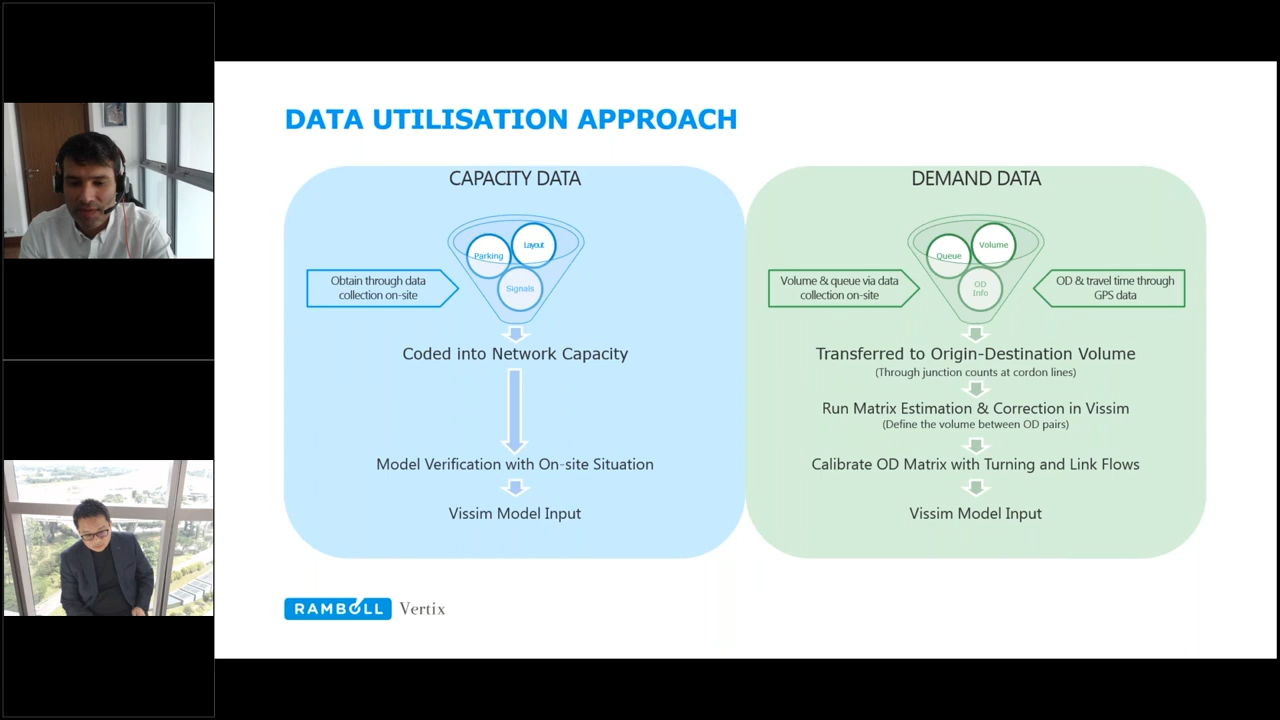 DATA UTILISATION APPROACH
CAPACITY DATA
Parking
Layout
Signals
Obtain through data
collection on-site
Coded into Network Capacity
Model Verification with On-site Situation
Vissim Model Input
DEMAND DATA
Queue
Volume
OD
Info
Volume & queue via data
collection on-site
OD & travel time through
GPS data
Transferred to Origin-Destination Volume
(Through junction counts at cordon lines)
Run Matrix Estimation & Correction in Vissim
(Define the volume between OD pairs)
Calibrate OD Matrix with Turning and Link Flows
Vissim Model Input
RAMBOLL Vertix